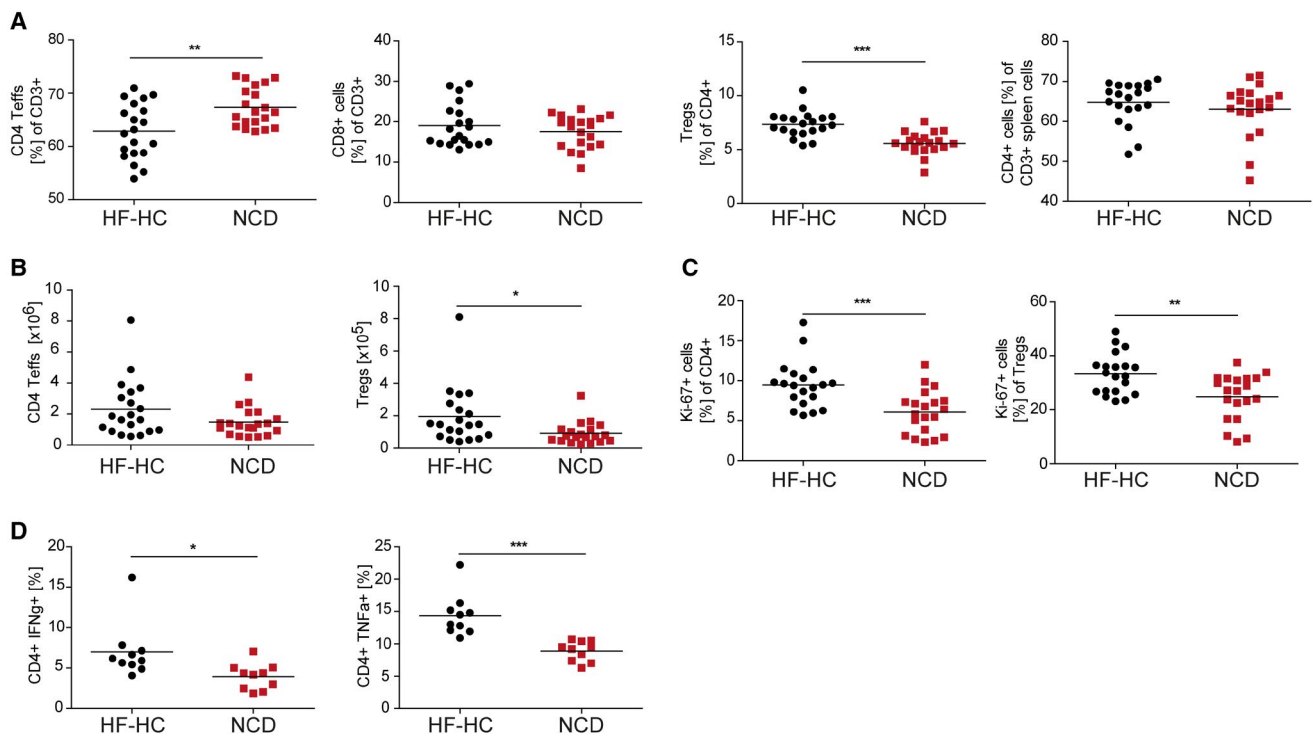 A
CD4 Teffs
[%] of CD3+
80
70
60
50
**
HF-HC
NCD
CD8+ cells
[%] of CD3+
40
30
20
10
0
HF-HC
NCD
Tregs
[%] of CD4+
15
10
5
0
***
HF-HC
NCD
CD4+ cells [%] of
CD3+ spleen cells
80
70
60
50
40
HF-HC
NCD
B
CD4 Teffs [x10⁶]
10
8
6
4
2
0
HF-HC
NCD
Tregs [x10⁵]
10
8
6
4
2
0
*
HF-HC
NCD
C
Ki-67+ cells
[%] of CD4+
20
15
10
5
0
***
HF-HC
NCD
Ki-67+ cells
[%] of Tregs
60
40
20
0
**
HF-HC
NCD
D
CD4+ IFNg+ [%]
20
15
10
5
0
*
HF-HC
NCD
CD4+ TNFa+ [%]
25
20
15
10
5
0
***
HF-HC
NCD